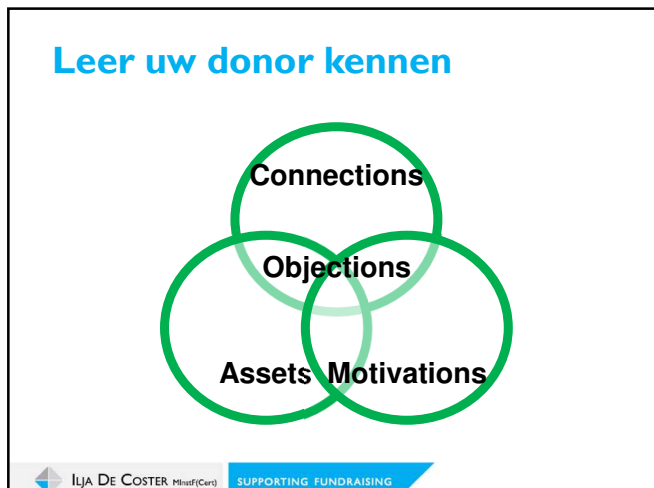 Leer uw donor kennen
Connections
Objections
Assets Motivations
ILJA DE COSTER MInstF(Cert) SUPPORTING FUNDRAISING